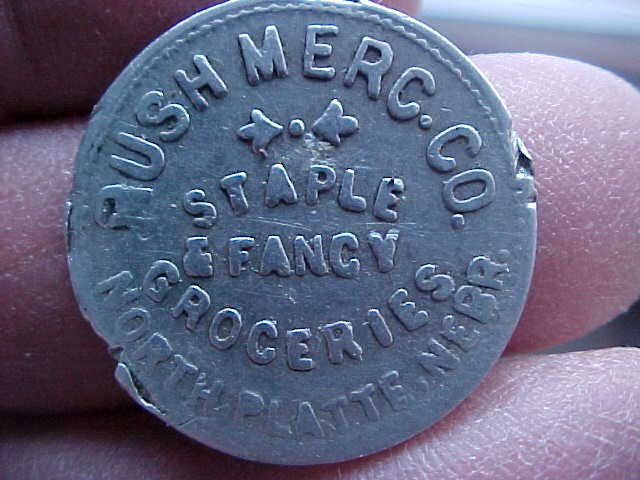 RUSH MERC. CO.
STAPLE
& FANCY
GROCERIES
NORTH PLATTE, NEBR.